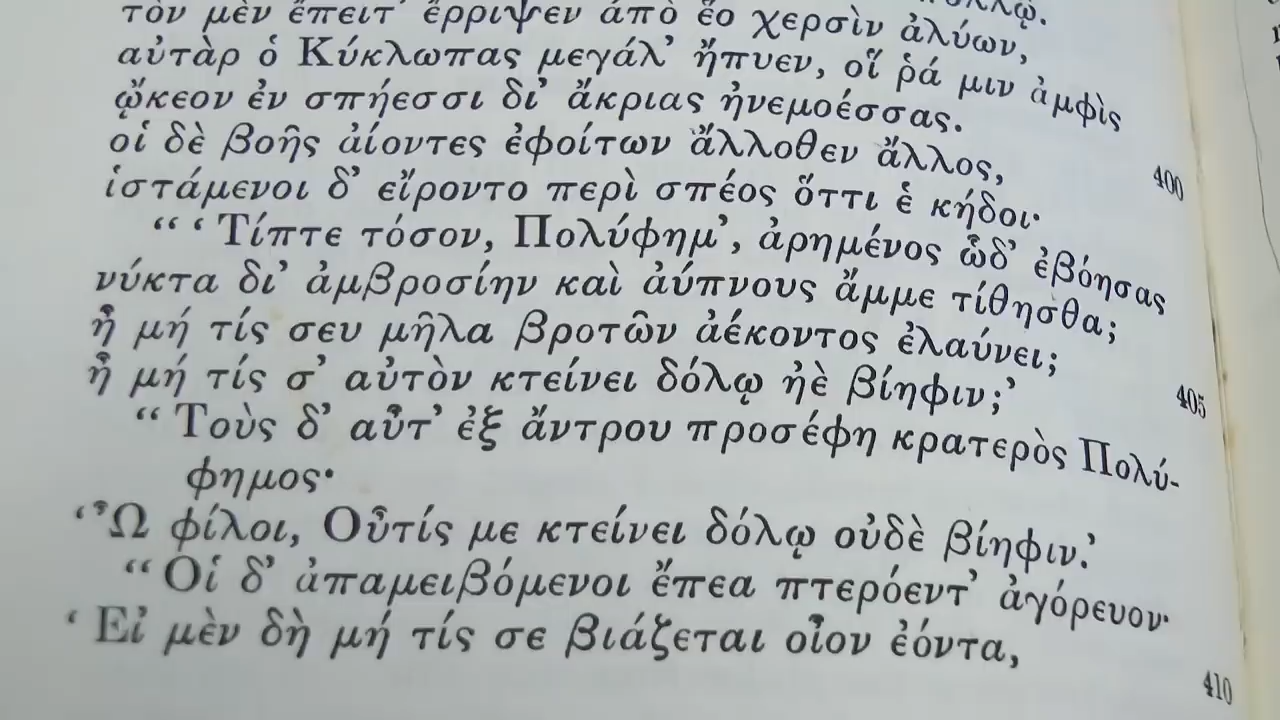 τὸν μὲν ἔπειτ' ἔρριψεν ἀπὸ ἕο χερσὶν ἀλύων,
αὐτὰρ ὁ Κύκλωπας μεγάλ' ἤπυεν, οἵ ῥά μιν ἀμφὶς
ᾤκεον ἐν σπήεσσι δι' ἄκριας ἠνεμοέσσας. 400
οἱ δὲ βοῆς ἀίοντες ἐφοίτων ἄλλοθεν ἄλλος,
ἱστάμενοι δ' εἴροντο περὶ σπέος ὅττι ἑ κήδοι·
“ ‘ Τίπτε τόσον, Πολύφημ', ἀρημένος ὧδ' ἐβόησας
νύκτα δι' ἀμβροσίην καὶ ἀύπνους ἄμμε τίθησθα;
ἦ μή τίς σευ μῆλα βροτῶν ἀέκοντος ἐλαύνει; 405
ἦ μή τίς σ' αὐτὸν κτείνει δόλῳ ἠὲ βίηφιν;’
“ Τοὺς δ' αὖτ' ἐξ ἄντρου προσέφη κρατερὸς Πολύ-
φημος·
‘ Ὦ φίλοι, Οὖτίς με κτείνει δόλῳ οὐδὲ βίηφιν.’
“ Οἱ δ' ἀπαμειβόμενοι ἔπεα πτερόεντ' ἀγόρευον·
‘ Εἰ μὲν δὴ μή τίς σε βιάζεται οἶον ἐόντα, 410